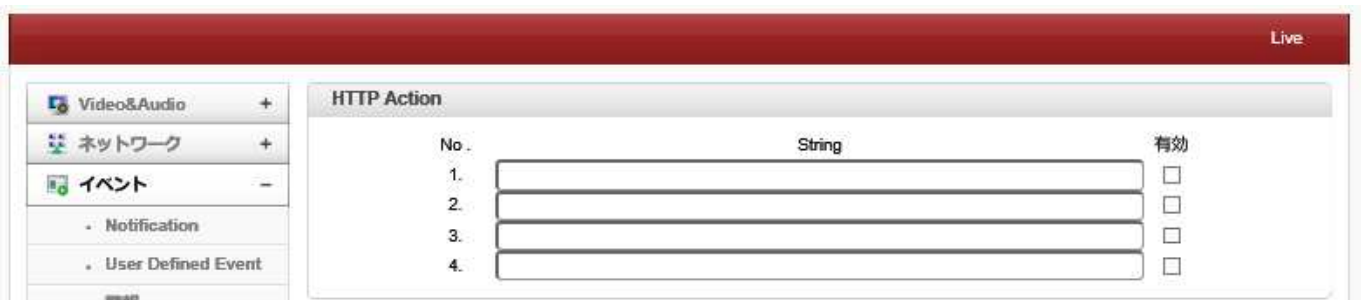 Live
Video&Audio +
ネットワーク +
イベント -
. Notification
. User Defined Event
HTTP Action
No . String 有効
1.
2.
3.
4.